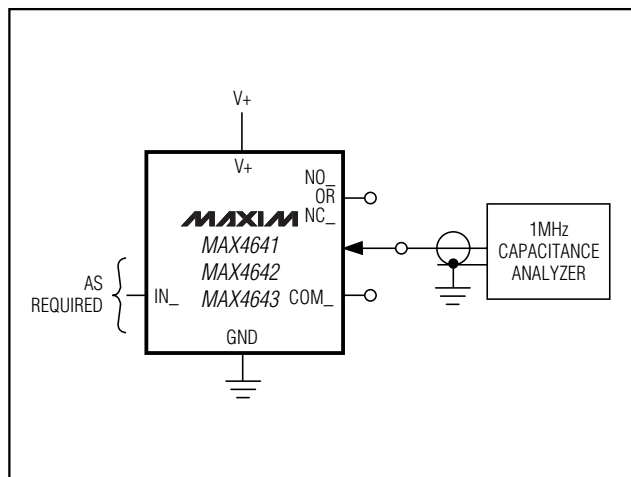 V+
V+
NO_
OR
NC_
MAXIM
MAX4641
MAX4642
MAX4643
COM_
AS
REQUIRED
IN_
GND
1MHz
CAPACITANCE
ANALYZER